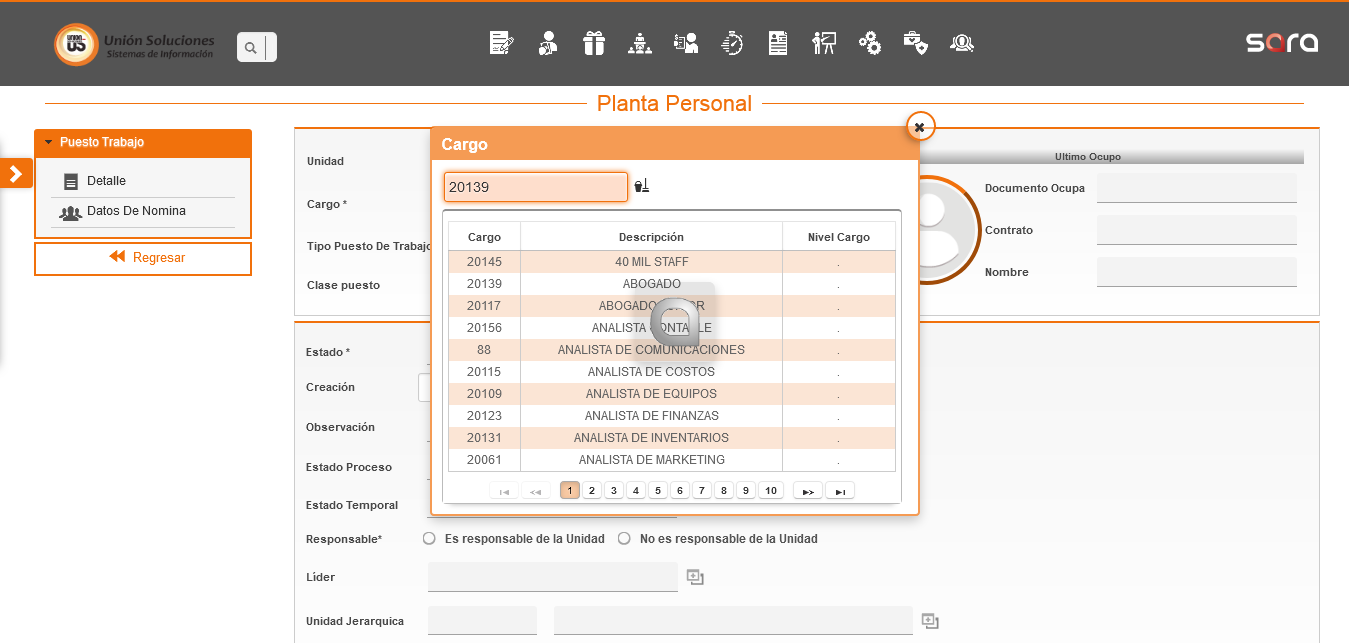 UNION US
Unión Soluciones
Sistemas de Información
sara
Planta Personal
Puesto Trabajo
Detalle
Datos De Nomina
Regresar
Unidad
Cargo *
Tipo Puesto De Trabajo
Clase puesto
Ultimo Ocupo
Documento Ocupa
Contrato
Nombre
Cargo
20139
Cargo Descripción Nivel Cargo
20145 40 MIL STAFF .
20139 ABOGADO .
20117 ABOGADO .
20156 ANALISTA CONTABLE .
88 ANALISTA DE COMUNICACIONES .
20115 ANALISTA DE COSTOS .
20109 ANALISTA DE EQUIPOS .
20123 ANALISTA DE FINANZAS .
20131 ANALISTA DE INVENTARIOS .
20061 ANALISTA DE MARKETING .
1 2 3 4 5 6 7 8 9 10
Estado *
Creación
Observación
Estado Proceso
Estado Temporal
Responsable* Es responsable de la Unidad No es responsable de la Unidad
Líder
Unidad Jerarquica